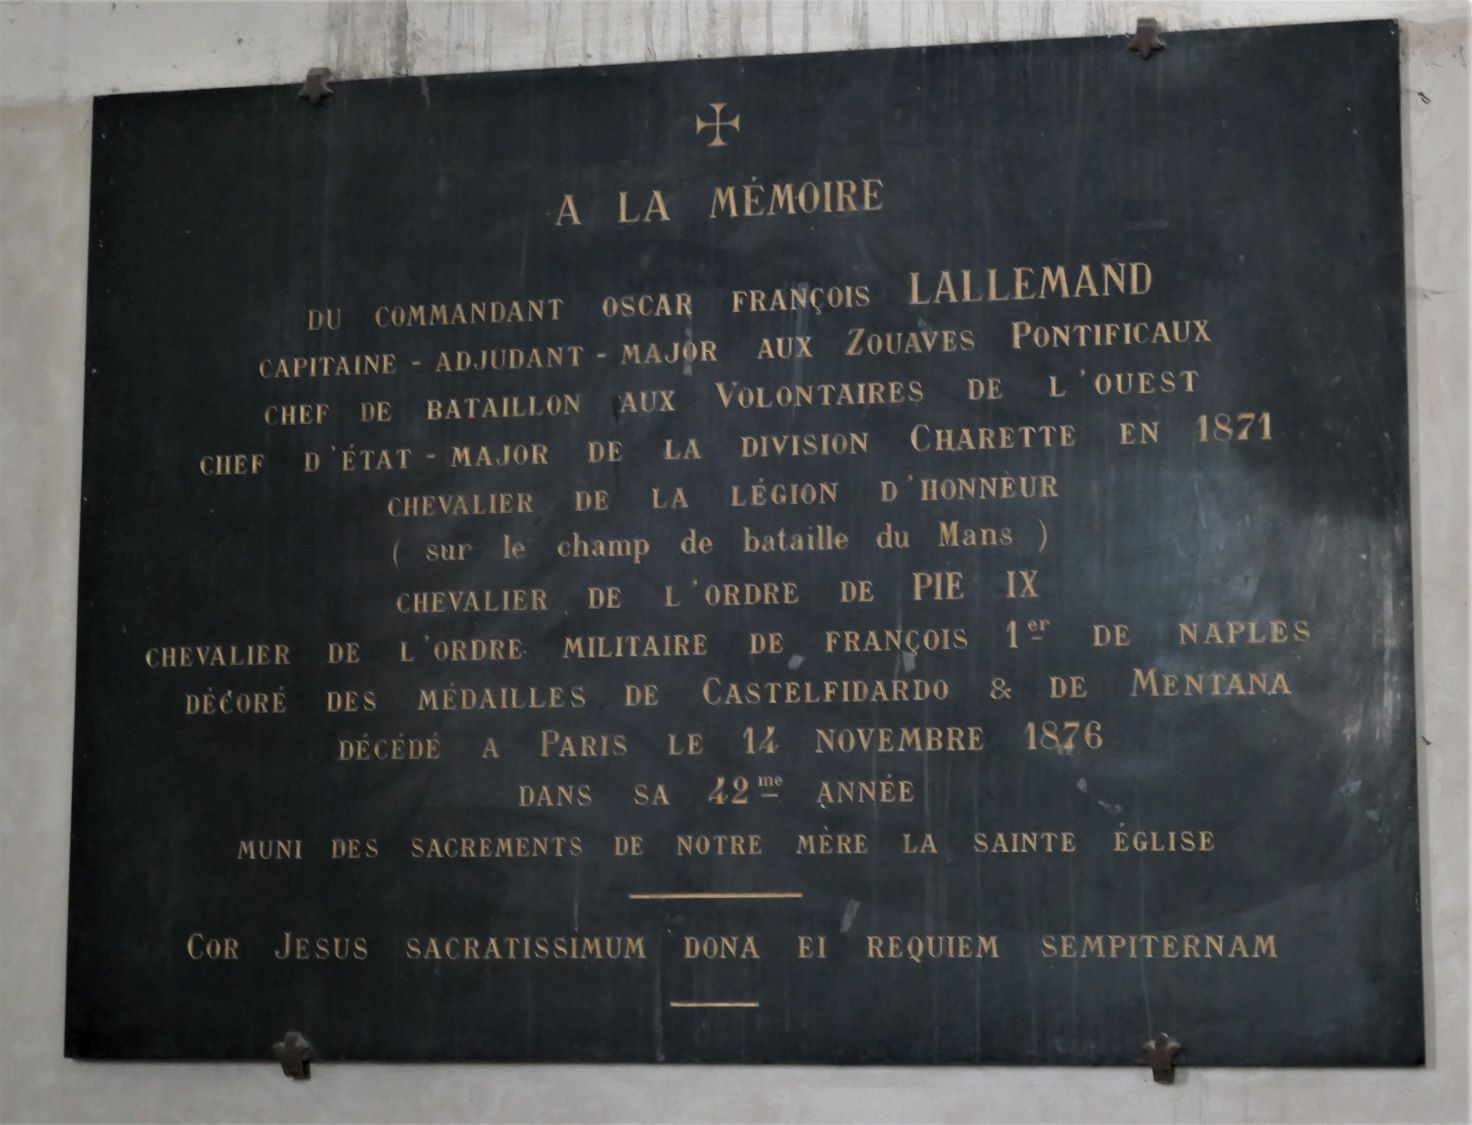 A LA MÉMOIRE
DU COMMANDANT OSCAR FRANÇOIS LALLEMAND
CAPITAINE - ADJUDANT - MAJOR AUX ZOUAVES PONTIFICAUX
CHEF DE BATAILLON AUX VOLONTAIRES DE L'OUEST
CHEF D'ÉTAT - MAJOR DE LA DIVISION CHARETTE EN 1871
CHEVALIER DE LA LÉGION D'HONNEUR
( sur le champ de bataille du Mans )
CHEVALIER DE L'ORDRE DE PIE IX
CHEVALIER DE L'ORDRE MILITAIRE DE FRANÇOIS 1er DE NAPLES
DÉCORÉ DES MÉDAILLES DE CASTELFIDARDO & DE MENTANA
DÉCÉDÉ A PARIS LE 14 NOVEMBRE 1876
DANS SA 42me ANNÉE
MUNI DES SACREMENTS DE NOTRE MÈRE LA SAINTE ÉGLISE
COR JESUS SACRATISSIMUM DONA EI REQUIEM SEMPITERNAM